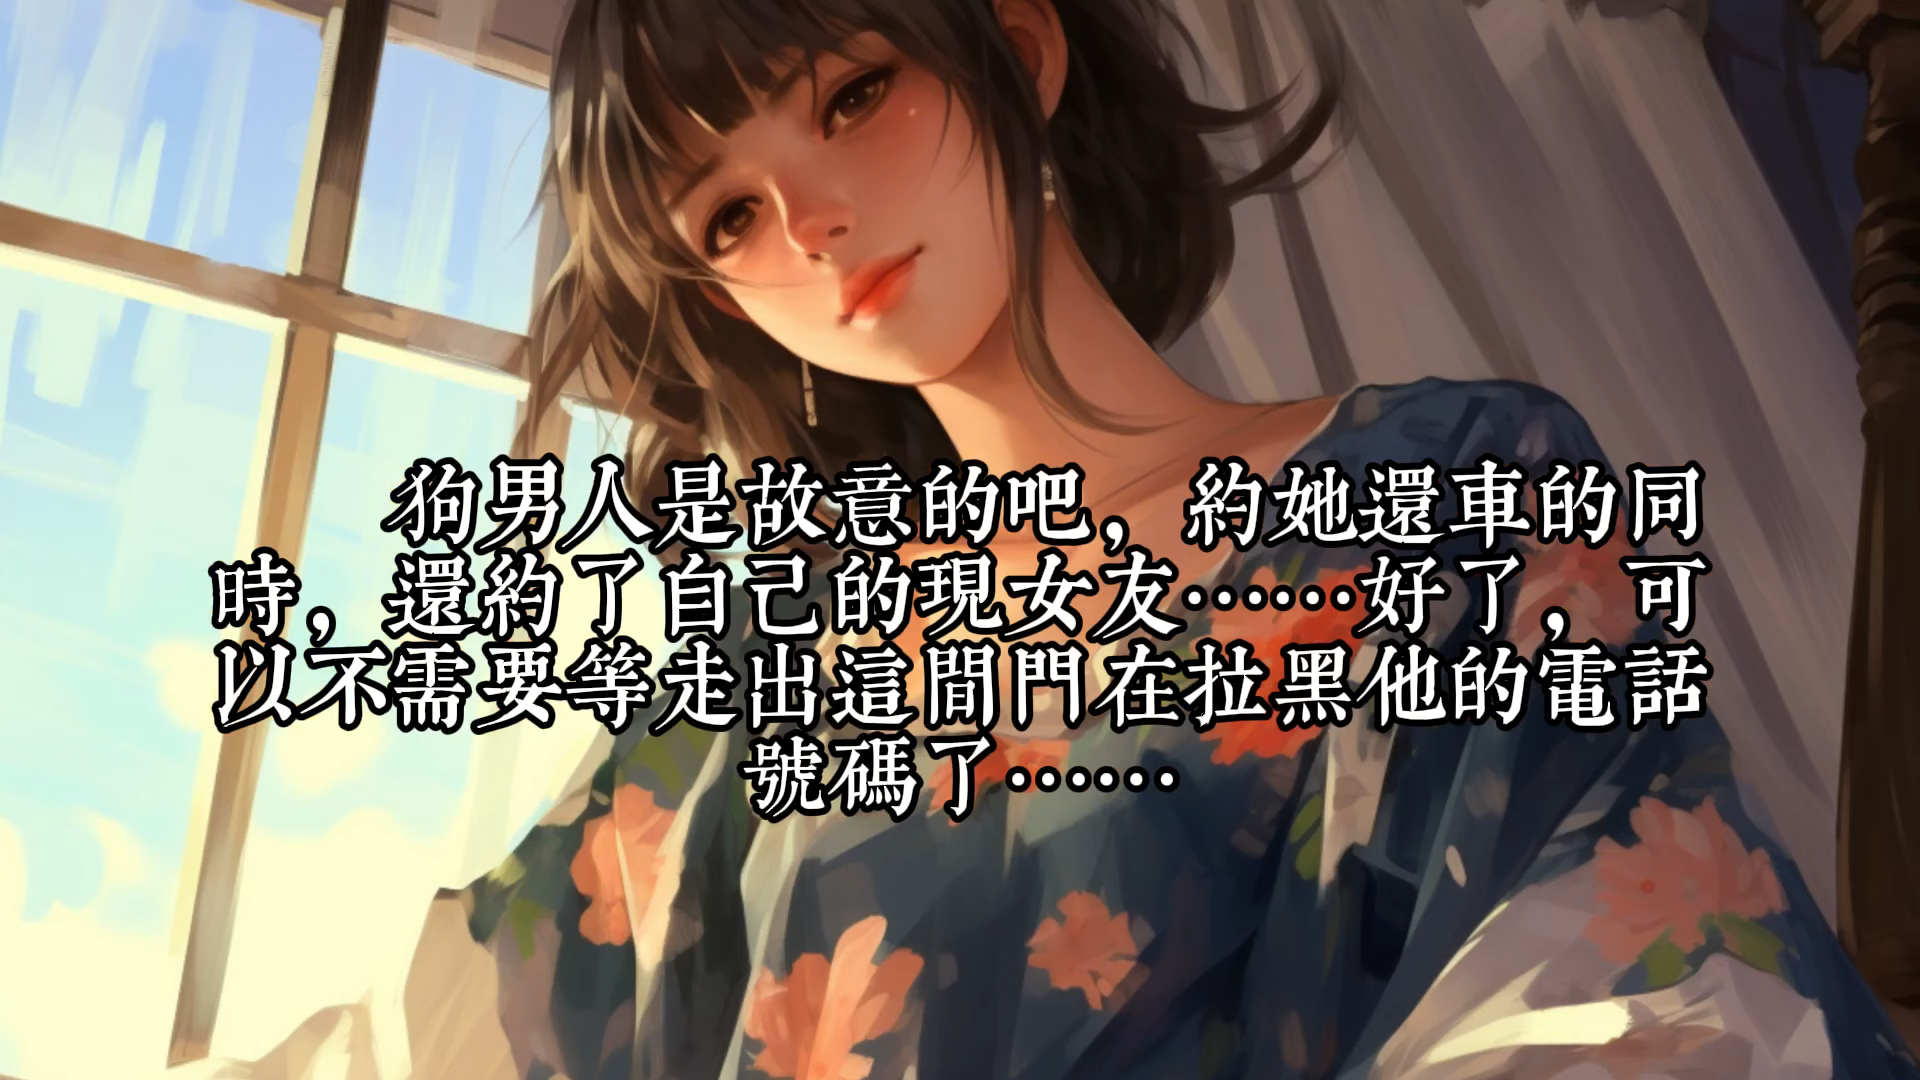 狗男人是故意的吧，約她還車的同
時，還約了自己的現女友……好了，可
以不需要等走出這間門在拉黑他的電話
號碼了……